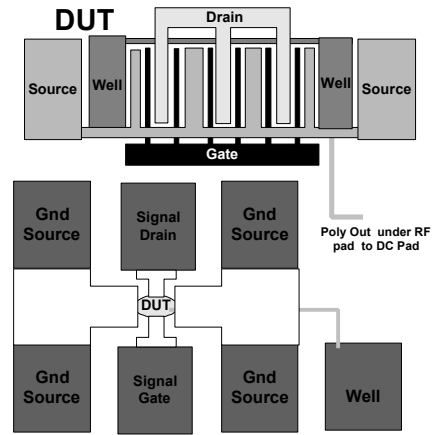 DUT
Drain
Source
Well
Well
Source
Gate
Poly Out under RF
pad to DC Pad
Gnd
Source
Signal
Drain
Gnd
Source
DUT
Gnd
Source
Signal
Gate
Gnd
Source
Well